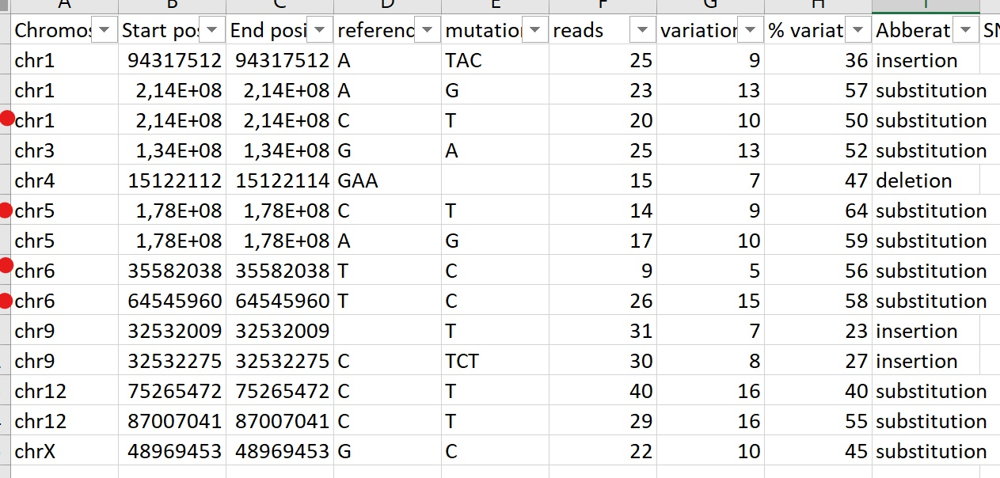 A B C D E F G H I
Chromos Start pos End posi referenc mutation reads variation % variat Abberat SN
chr1 94317512 94317512 A TAC 25 9 36 insertion
chr1 2,14E+08 2,14E+08 A G 23 13 57 substitution
chr1 2,14E+08 2,14E+08 C T 20 10 50 substitution
chr3 1,34E+08 1,34E+08 G A 25 13 52 substitution
chr4 15122112 15122114 GAA 15 7 47 deletion
chr5 1,78E+08 1,78E+08 C T 14 9 64 substitution
chr5 1,78E+08 1,78E+08 A G 17 10 59 substitution
chr6 35582038 35582038 T C 9 5 56 substitution
chr6 64545960 64545960 T C 26 15 58 substitution
chr9 32532009 32532009 T 31 7 23 insertion
chr9 32532275 32532275 C TCT 30 8 27 insertion
chr12 75265472 75265472 C T 40 16 40 substitution
chr12 87007041 87007041 C T 29 16 55 substitution
chrX 48969453 48969453 G C 22 10 45 substitution